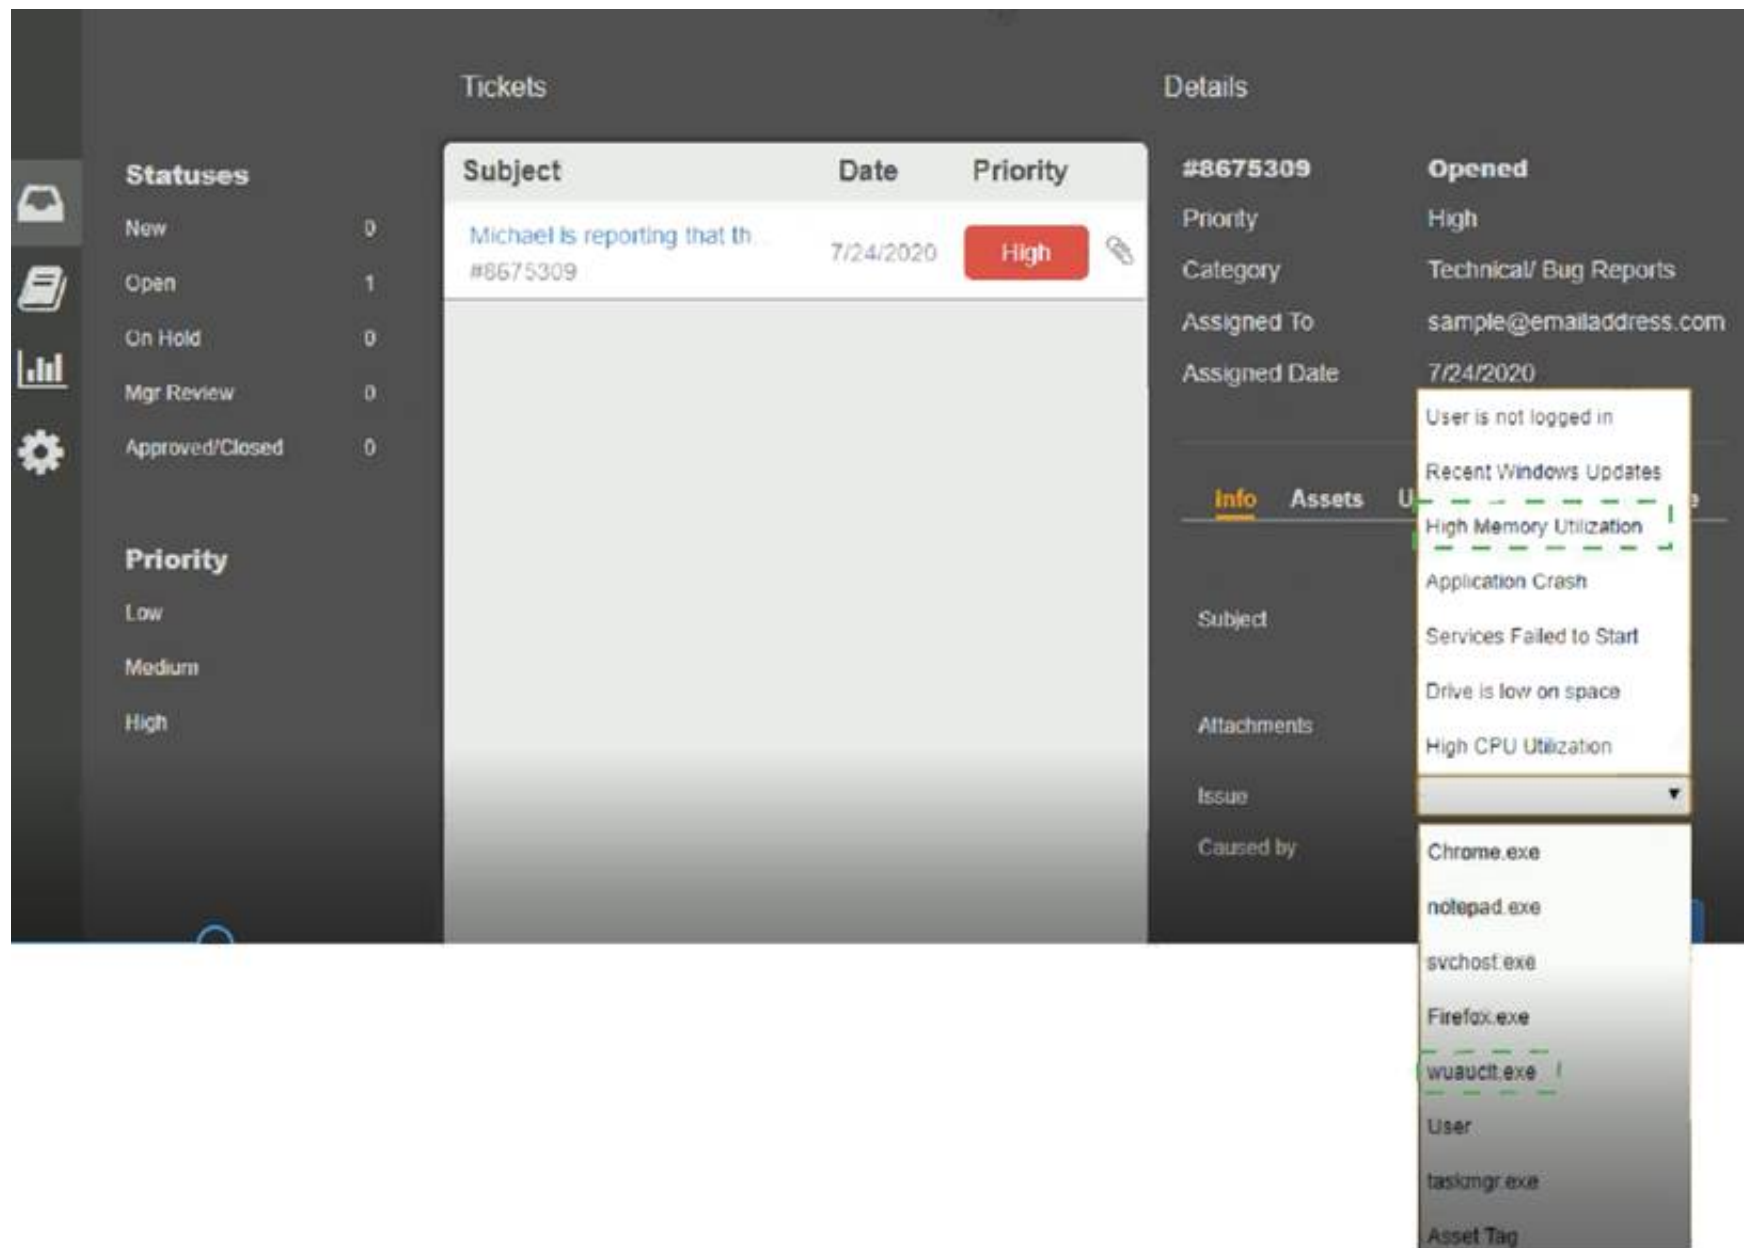 Tickets
Details
Statuses
New 0
Open 1
On Hold 0
Mgr Review 0
Approved/Closed 0
Priority
Low
Medium
High
Subject Date Priority
Michael is reporting that th...
#8675309
7/24/2020
High
#8675309 Opened
Priority High
Category Technical/ Bug Reports
Assigned To sample@emailaddress.com
Assigned Date 7/24/2020
Info Assets U e
Subject
Attachments
Issue
Caused by
User is not logged in
Recent Windows Updates
High Memory Utilization
Application Crash
Services Failed to Start
Drive is low on space
High CPU Utilization
Chrome.exe
notepad.exe
svchost.exe
Firefox.exe
wuauclt.exe
User
taskmgr.exe
Asset Tag